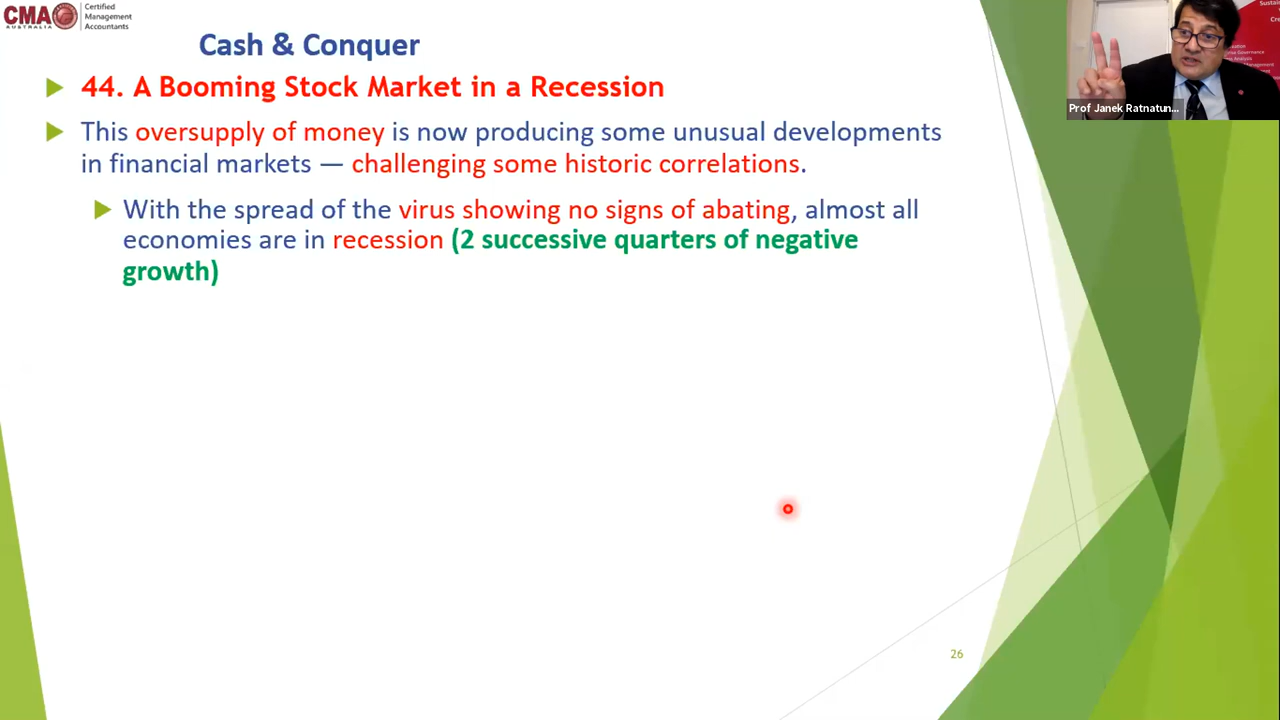 CMA
AUSTRALIA
Certified
Management
Accountants
Cash & Conquer
44. A Booming Stock Market in a Recession
This oversupply of money is now producing some unusual developments
in financial markets — challenging some historic correlations.
With the spread of the virus showing no signs of abating, almost all
economies are in recession (2 successive quarters of negative
growth)
Prof Janek Ratnatun...
26